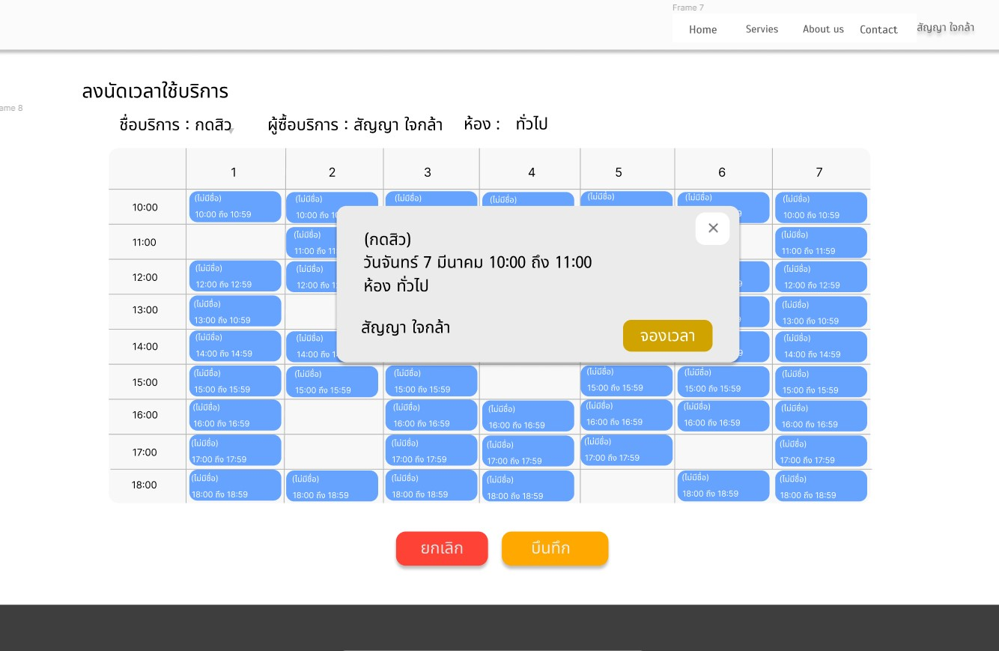 Frame 7
Home Servies About us Contact สัญญา ใจกล้า
ลงนัดเวลาใช้บริการ
ame 8
ชื่อบริการ : กดสิว ผู้ซื้อบริการ : สัญญา ใจกล้า ห้อง : ทั่วไป
1 2 3 4 5 6 7
(ไม่มีชื่อ) (ไม่มีชื่อ) (ไม่มีชื่อ) (ไม่มีชื่อ) (ไม่มีชื่อ) (ไม่มีชื่อ) (ไม่มีชื่อ)
10:00 10:00 ถึง 10:59 10:00 ถึง 10 9 10:00 ถึง 10:59
(ไม่มีชื่อ) (ไม่มีชื่อ)
11:00 11:00 ถึง 11 11:00 ถึง 11:59
(ไม่มีชื่อ) (ไม่มีชื่อ) (ไม่มีชื่อ)
12:00 12:00 ถึง 12:59 12:00 ถึง 1 9 12:00 ถึง 12:59
(ไม่มีชื่อ) (ไม่มีชื่อ)
13:00 13:00 ถึง 10:59 9 13:00 ถึง 10:59
(ไม่มีชื่อ) (ไม่มีชื่อ) (ไม่มีชื่อ)
14:00 14:00 ถึง 14:59 14:00 ถึง 1 9 14:00 ถึง 14:59
(กดสิว)
วันจันทร์ 7 มีนาคม 10:00 ถึง 11:00
ห้อง ทั่วไป
สัญญา ใจกล้า
จองเวลา
(ไม่มีชื่อ) (ไม่มีชื่อ) (ไม่มีชื่อ) (ไม่มีชื่อ) (ไม่มีชื่อ) (ไม่มีชื่อ)
15:00 15:00 ถึง 15:59 15:00 ถึง 15:59 15:00 ถึง 15:59 15:00 ถึง 15:59 15:00 ถึง 15:59 15:00 ถึง 15:59
(ไม่มีชื่อ) (ไม่มีชื่อ) (ไม่มีชื่อ) (ไม่มีชื่อ) (ไม่มีชื่อ) (ไม่มีชื่อ)
16:00 16:00 ถึง 16:59 16:00 ถึง 16:59 16:00 ถึง 16:59 16:00 ถึง 16:59 16:00 ถึง 16:59 16:00 ถึง 16:59
(ไม่มีชื่อ) (ไม่มีชื่อ) (ไม่มีชื่อ) (ไม่มีชื่อ) (ไม่มีชื่อ)
17:00 17:00 ถึง 17:59 17:00 ถึง 17:59 17:00 ถึง 17:59 17:00 ถึง 17:59 17:00 ถึง 17:59
(ไม่มีชื่อ) (ไม่มีชื่อ) (ไม่มีชื่อ) (ไม่มีชื่อ) (ไม่มีชื่อ) (ไม่มีชื่อ)
18:00 18:00 ถึง 18:59 18:00 ถึง 18:59 18:00 ถึง 18:59 18:00 ถึง 18:59 18:00 ถึง 18:59 18:00 ถึง 18:59
ยกเลิก บึนทึก